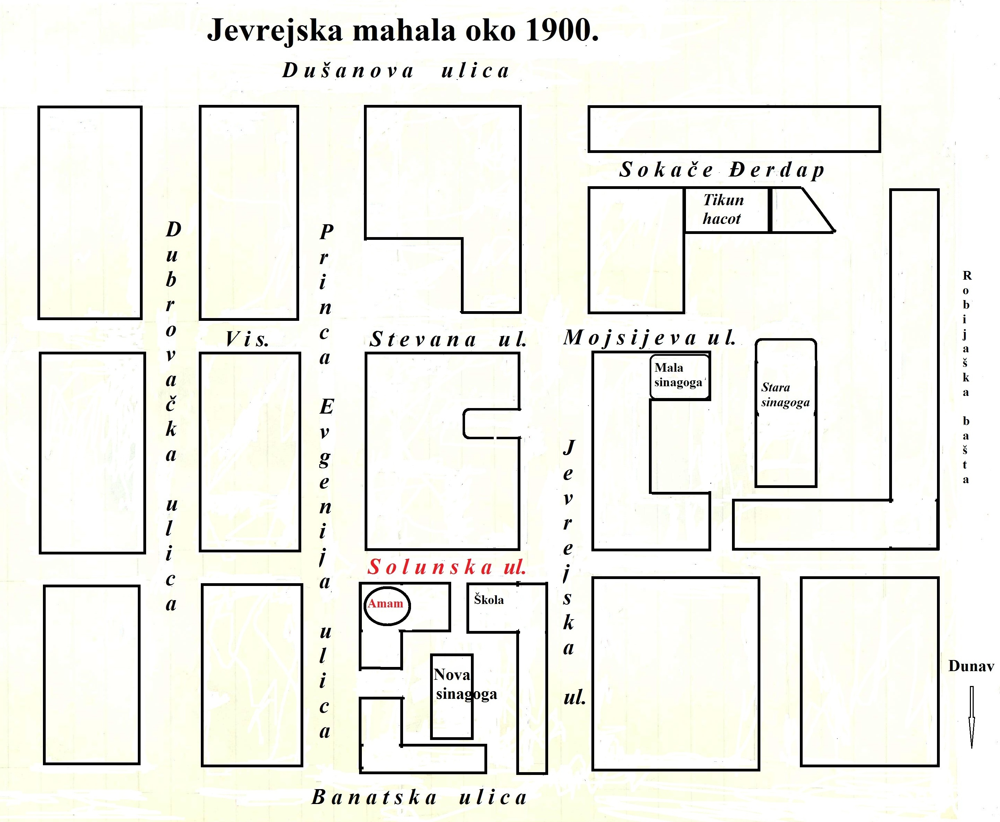 Jevrejska mahala oko 1900.
Dušanova ulica
Sokače Đerdap
Tikun
hacot
Dubrovačka ulica
Princa Evgenija ulica
Robijaška bašta
Vis. Stevana ul.
Mojsijeva ul.
Mala
sinagoga
Stara
sinagoga
Jevrejska ul.
Solunska ul.
Amam
Škola
Nova
sinagoga
Dunav
Banatska ulica